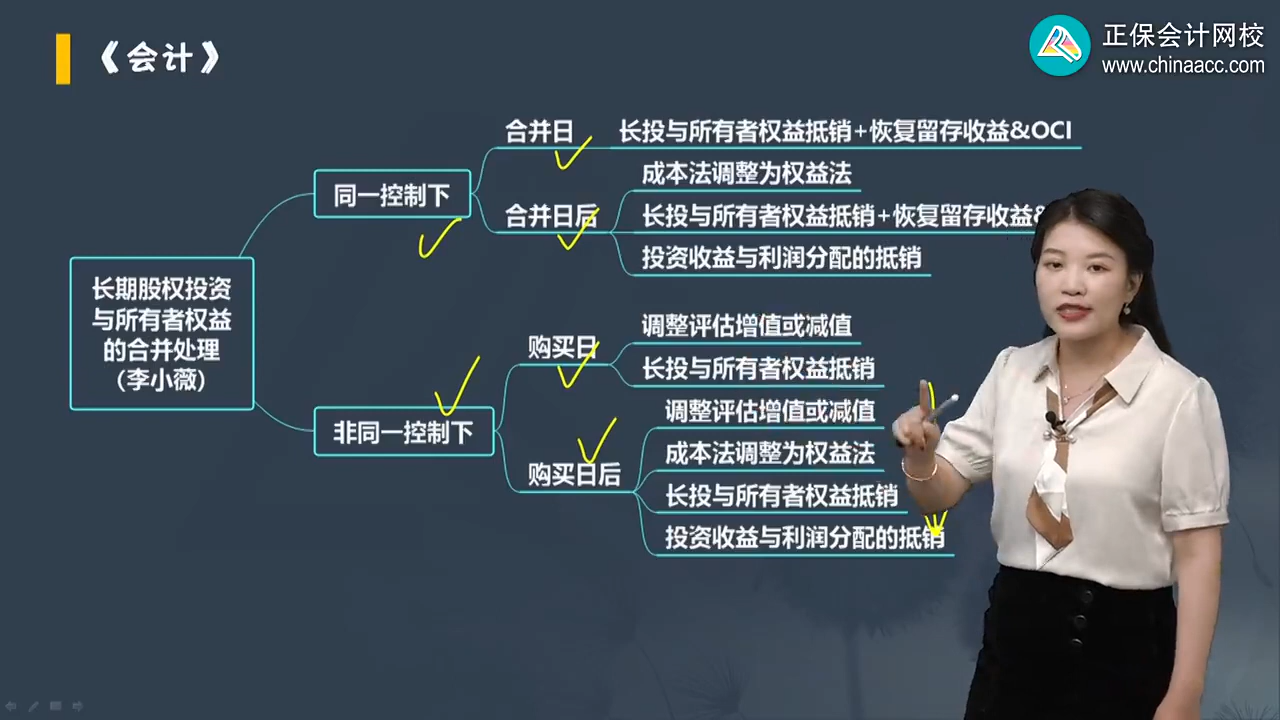 《会计》
正保会计网校
www.chinaacc.com
长期股权投资
与所有者权益
的合并处理
(李小薇)
同一控制下
合并日
长投与所有者权益抵销+恢复留存收益&OCI
合并日后
成本法调整为权益法
长投与所有者权益抵销+恢复留存收益
投资收益与利润分配的抵销
非同一控制下
购买日
调整评估增值或减值
长投与所有者权益抵销
购买日后
调整评估增值或减值
成本法调整为权益法
长投与所有者权益抵销
投资收益与利润分配的抵销